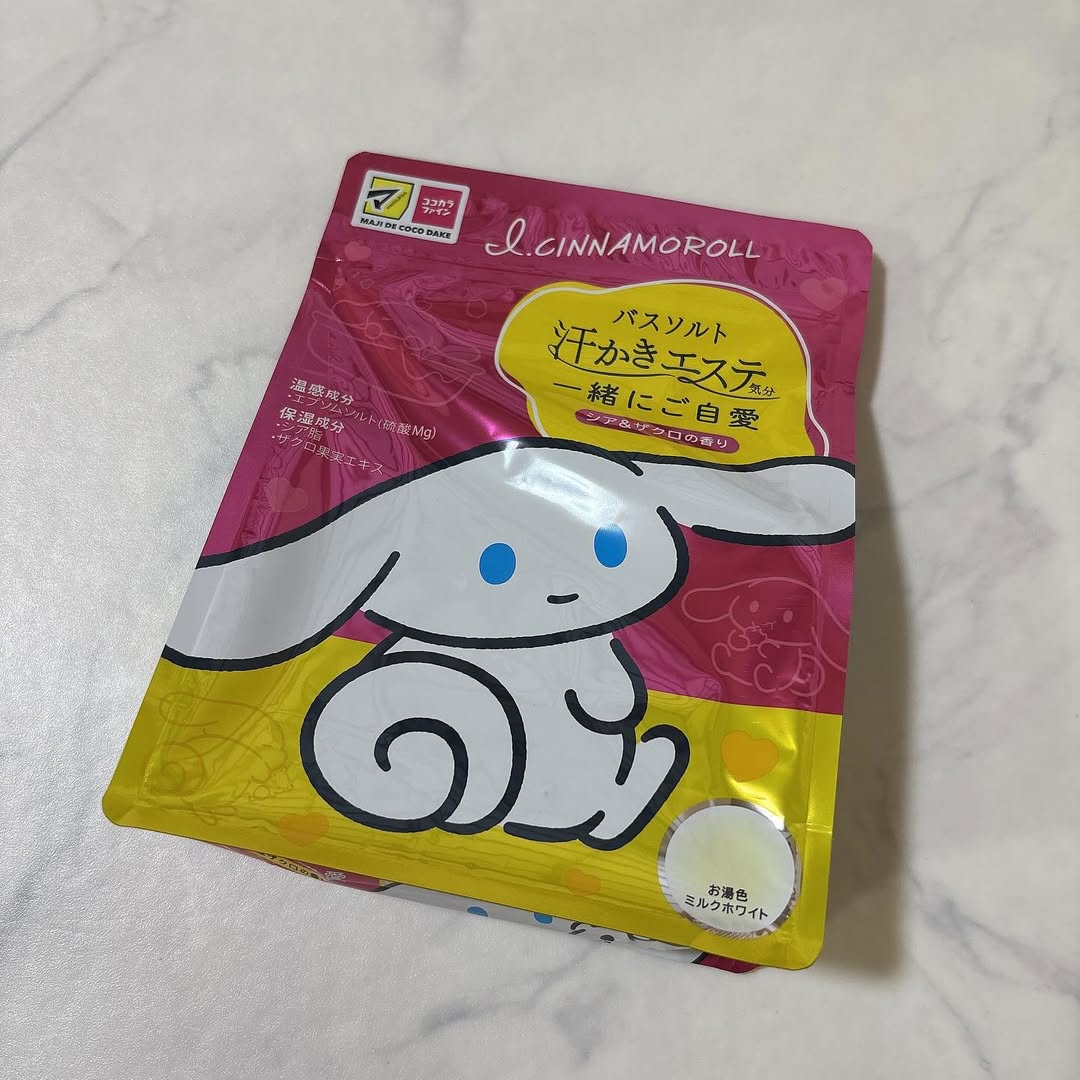 ココカラ
ファイン
MAJI DE COCO DAKE
I.CINNAMOROLL
バスソルト
汗かきエステ気分
一緒にご自愛
シア&ザクロの香り
温感成分
・エプソムソルト(硫酸Mg)
保湿成分
・シア脂
・ザクロ果実エキス
お湯色
ミルクホワイト